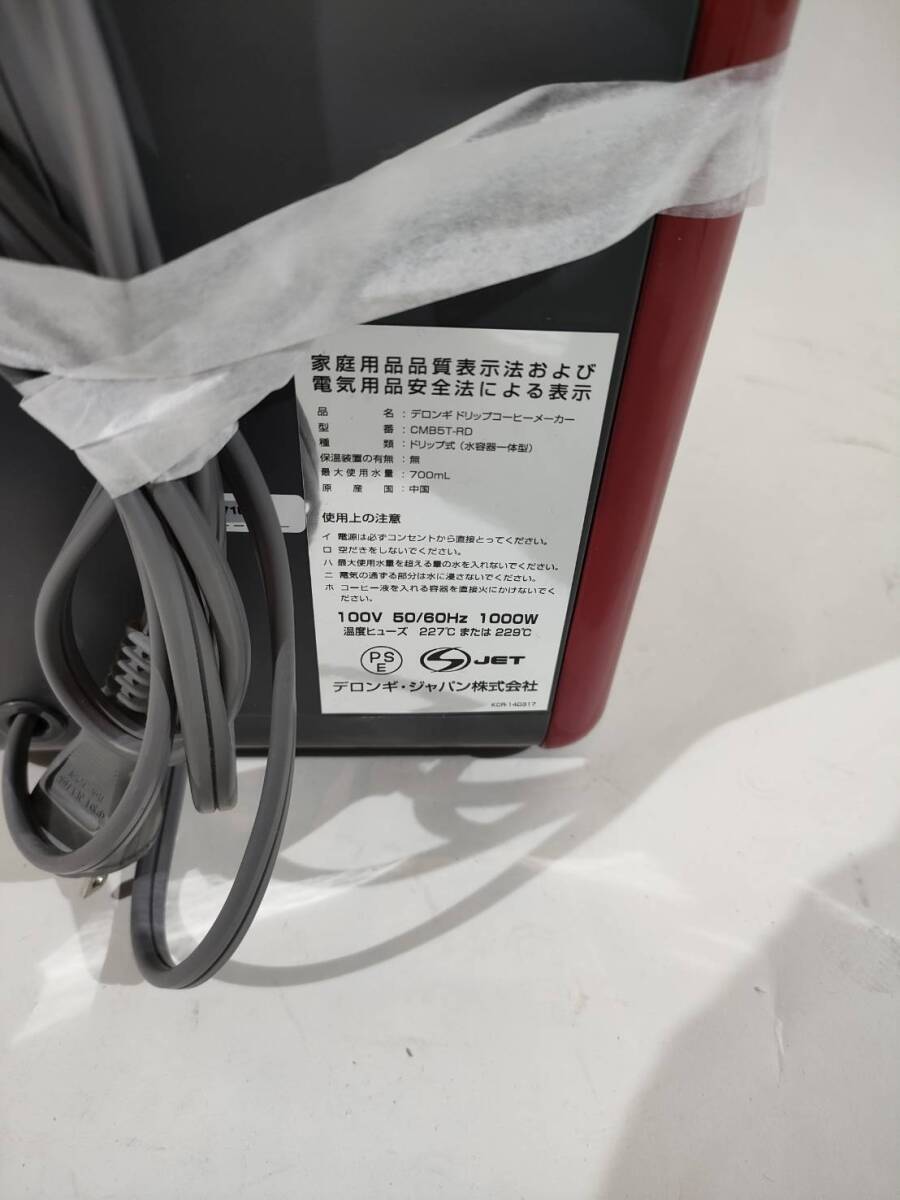 家庭用品品質表示法および
電気用品安全法による表示
品名：デロンギ ドリップコーヒーメーカー
型番：CMB5T-RD
種類：ドリップ式（水容器一体型）
保温装置の有無：無
最大使用水量：700mL
原産国：中国
使用上の注意
イ 電源は必ずコンセントから直接とってください。
ロ 空だきをしないでください。
ハ 最大使用水量を超える量の水を入れないでください。
ニ 電気の通ずる部分は水に浸さないでください。
ホ コーヒー液を入れる容器を直接火にかけないでく
ださい。
100V 50/60Hz 1000W
温度ヒューズ 227℃ または 229℃
PS
E
JET
デロンギ・ジャパン株式会社
KCR-140317